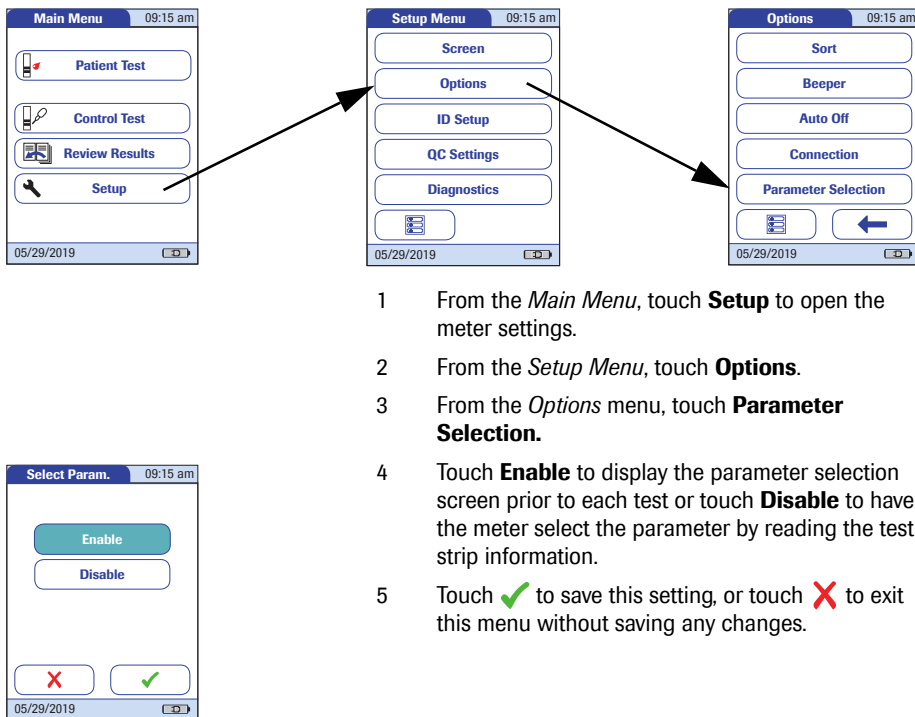 Main Menu 09:15 am
Patient Test
Control Test
Review Results
Setup
05/29/2019
Setup Menu 09:15 am
Screen
Options
ID Setup
QC Settings
Diagnostics
05/29/2019
Options 09:15 am
Sort
Beeper
Auto Off
Connection
Parameter Selection
05/29/2019
1 From the Main Menu, touch Setup to open the
meter settings.
2 From the Setup Menu, touch Options.
3 From the Options menu, touch Parameter
Selection.
4 Touch Enable to display the parameter selection
screen prior to each test or touch Disable to have
the meter select the parameter by reading the test
strip information.
5 Touch ✓ to save this setting, or touch ✗ to exit
this menu without saving any changes.
Select Param. 09:15 am
Enable
Disable
05/29/2019